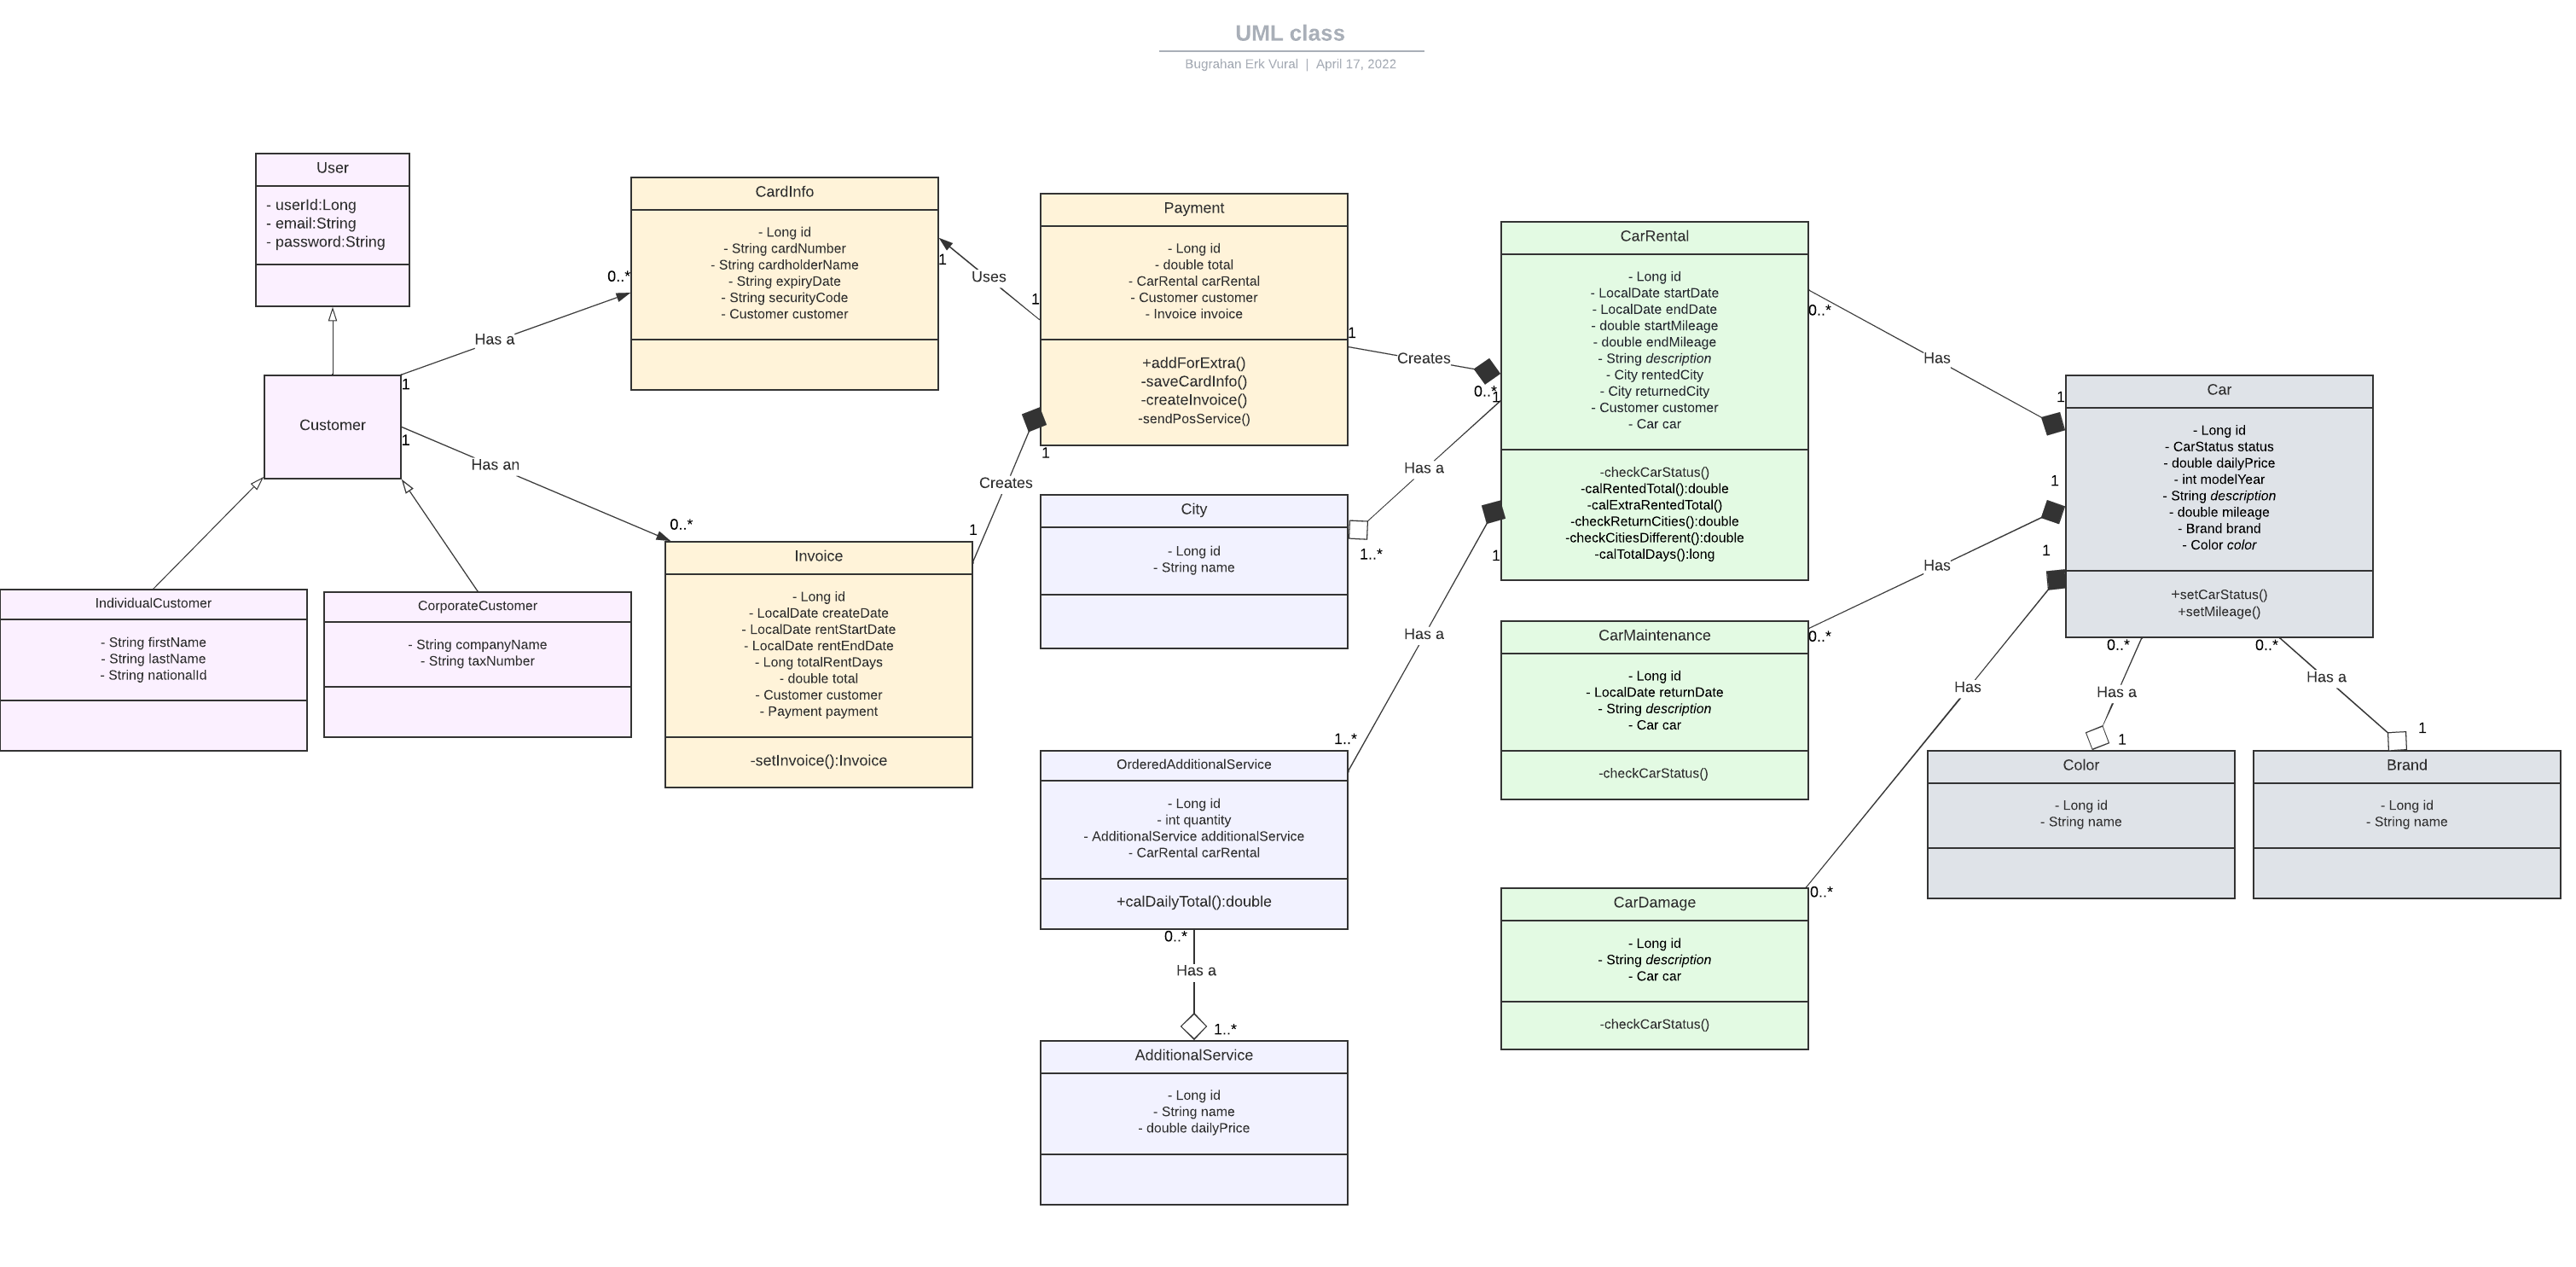 UML class
Bugrahan Erk Vural | April 17, 2022
User
- userId:Long
- email:String
- password:String
Customer
1
1
Has a
0..*
Has an
0..*
IndividualCustomer
- String firstName
- String lastName
- String nationalId
CorporateCustomer
- String companyName
- String taxNumber
CardInfo
- Long id
- String cardNumber
- String cardholderName
- String expiryDate
- String securityCode
- Customer customer
1
Uses
1
Invoice
- Long id
- LocalDate createDate
- LocalDate rentStartDate
- LocalDate rentEndDate
- Long totalRentDays
- double total
- Customer customer
- Payment payment
-setInvoice():Invoice
1
Creates
1
Payment
- Long id
- double total
- CarRental carRental
- Customer customer
- Invoice invoice
+addForExtra()
-saveCardInfo()
-createInvoice()
-sendPosService()
1
Creates
0..*
1
Has a
1..*
City
- Long id
- String name
1
Has a
1..*
OrderedAdditionalService
- Long id
- int quantity
- AdditionalService additionalService
- CarRental carRental
+calDailyTotal():double
0..*
Has a
1..*
AdditionalService
- Long id
- String name
- double dailyPrice
CarRental
- Long id
- LocalDate startDate
- LocalDate endDate
- double startMileage
- double endMileage
- String description
- City rentedCity
- City returnedCity
- Customer customer
- Car car
-checkCarStatus()
-calRentedTotal():double
-calExtraRentedTotal()
-checkReturnCities():double
-checkCitiesDifferent():double
-calTotalDays():long
0..*
Has
1
CarMaintenance
- Long id
- LocalDate returnDate
- String description
- Car car
-checkCarStatus()
0..*
Has
1
CarDamage
- Long id
- String description
- Car car
-checkCarStatus()
0..*
Has
1
Car
- Long id
- CarStatus status
- double dailyPrice
- int modelYear
- String description
- double mileage
- Brand brand
- Color color
+setCarStatus()
+setMileage()
0..*
Has a
1
0..*
Has a
1
Color
- Long id
- String name
Brand
- Long id
- String name